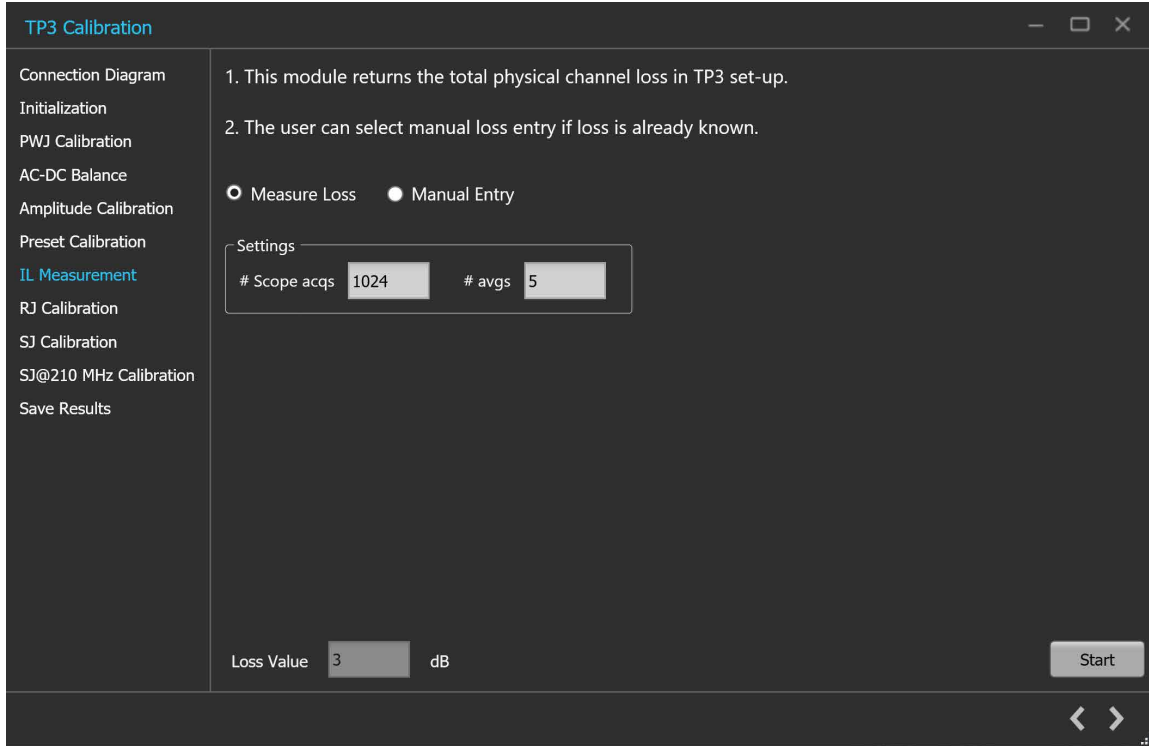 TP3 Calibration
Connection Diagram
Initialization
PWJ Calibration
AC-DC Balance
Amplitude Calibration
Preset Calibration
IL Measurement
RJ Calibration
SJ Calibration
SJ@210 MHz Calibration
Save Results
1. This module returns the total physical channel loss in TP3 set-up.
2. The user can select manual loss entry if loss is already known.
Measure Loss Manual Entry
Settings
# Scope acqs 1024 # avgs 5
Loss Value 3 dB
Start